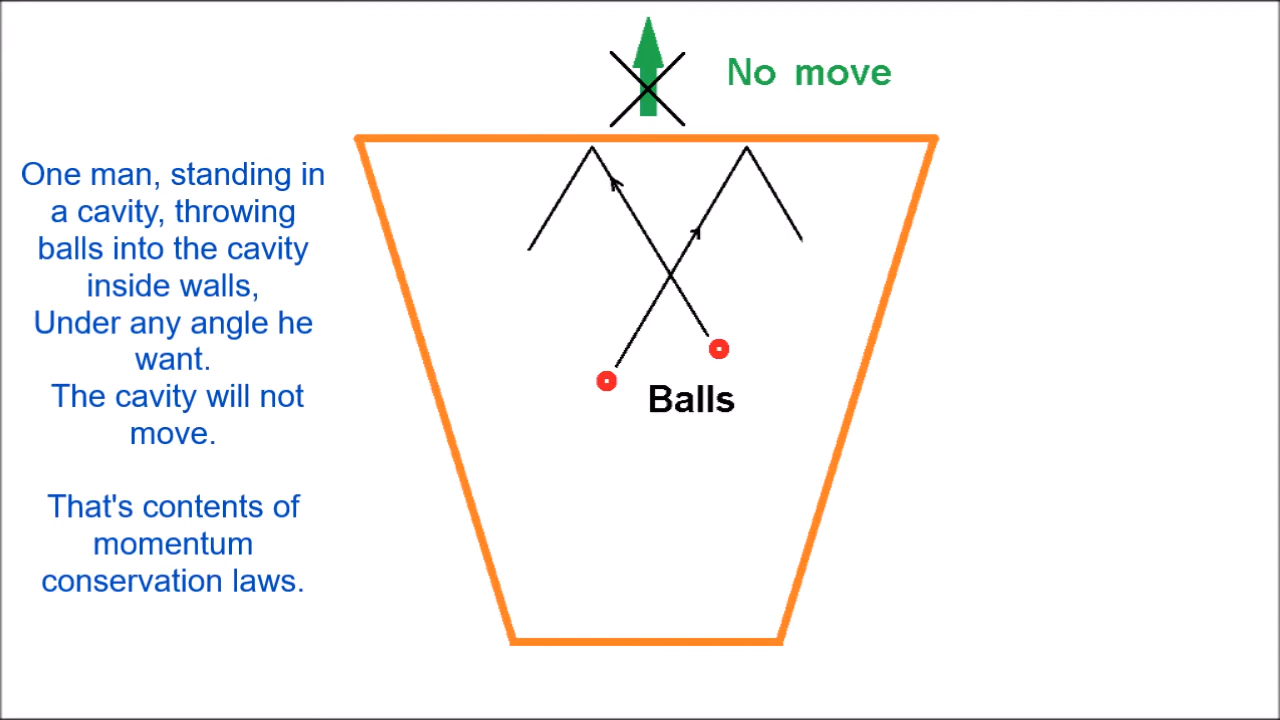 No move
One man, standing in
a cavity, throwing
balls into the cavity
inside walls,
Under any angle he
want.
The cavity will not
move.
That's contents of
momentum
conservation laws.
Balls